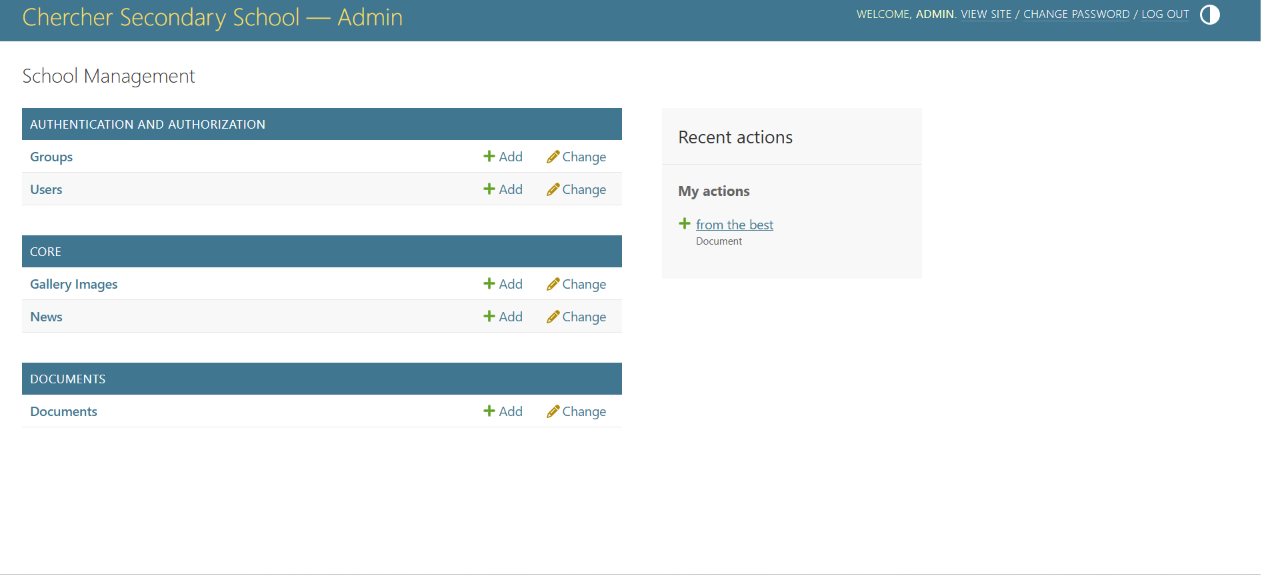 Chercher Secondary School — Admin
WELCOME, ADMIN. VIEW SITE / CHANGE PASSWORD / LOG OUT
School Management
AUTHENTICATION AND AUTHORIZATION
Groups Add Change
Users Add Change
CORE
Gallery Images Add Change
News Add Change
DOCUMENTS
Documents Add Change
Recent actions
My actions
from the best
Document